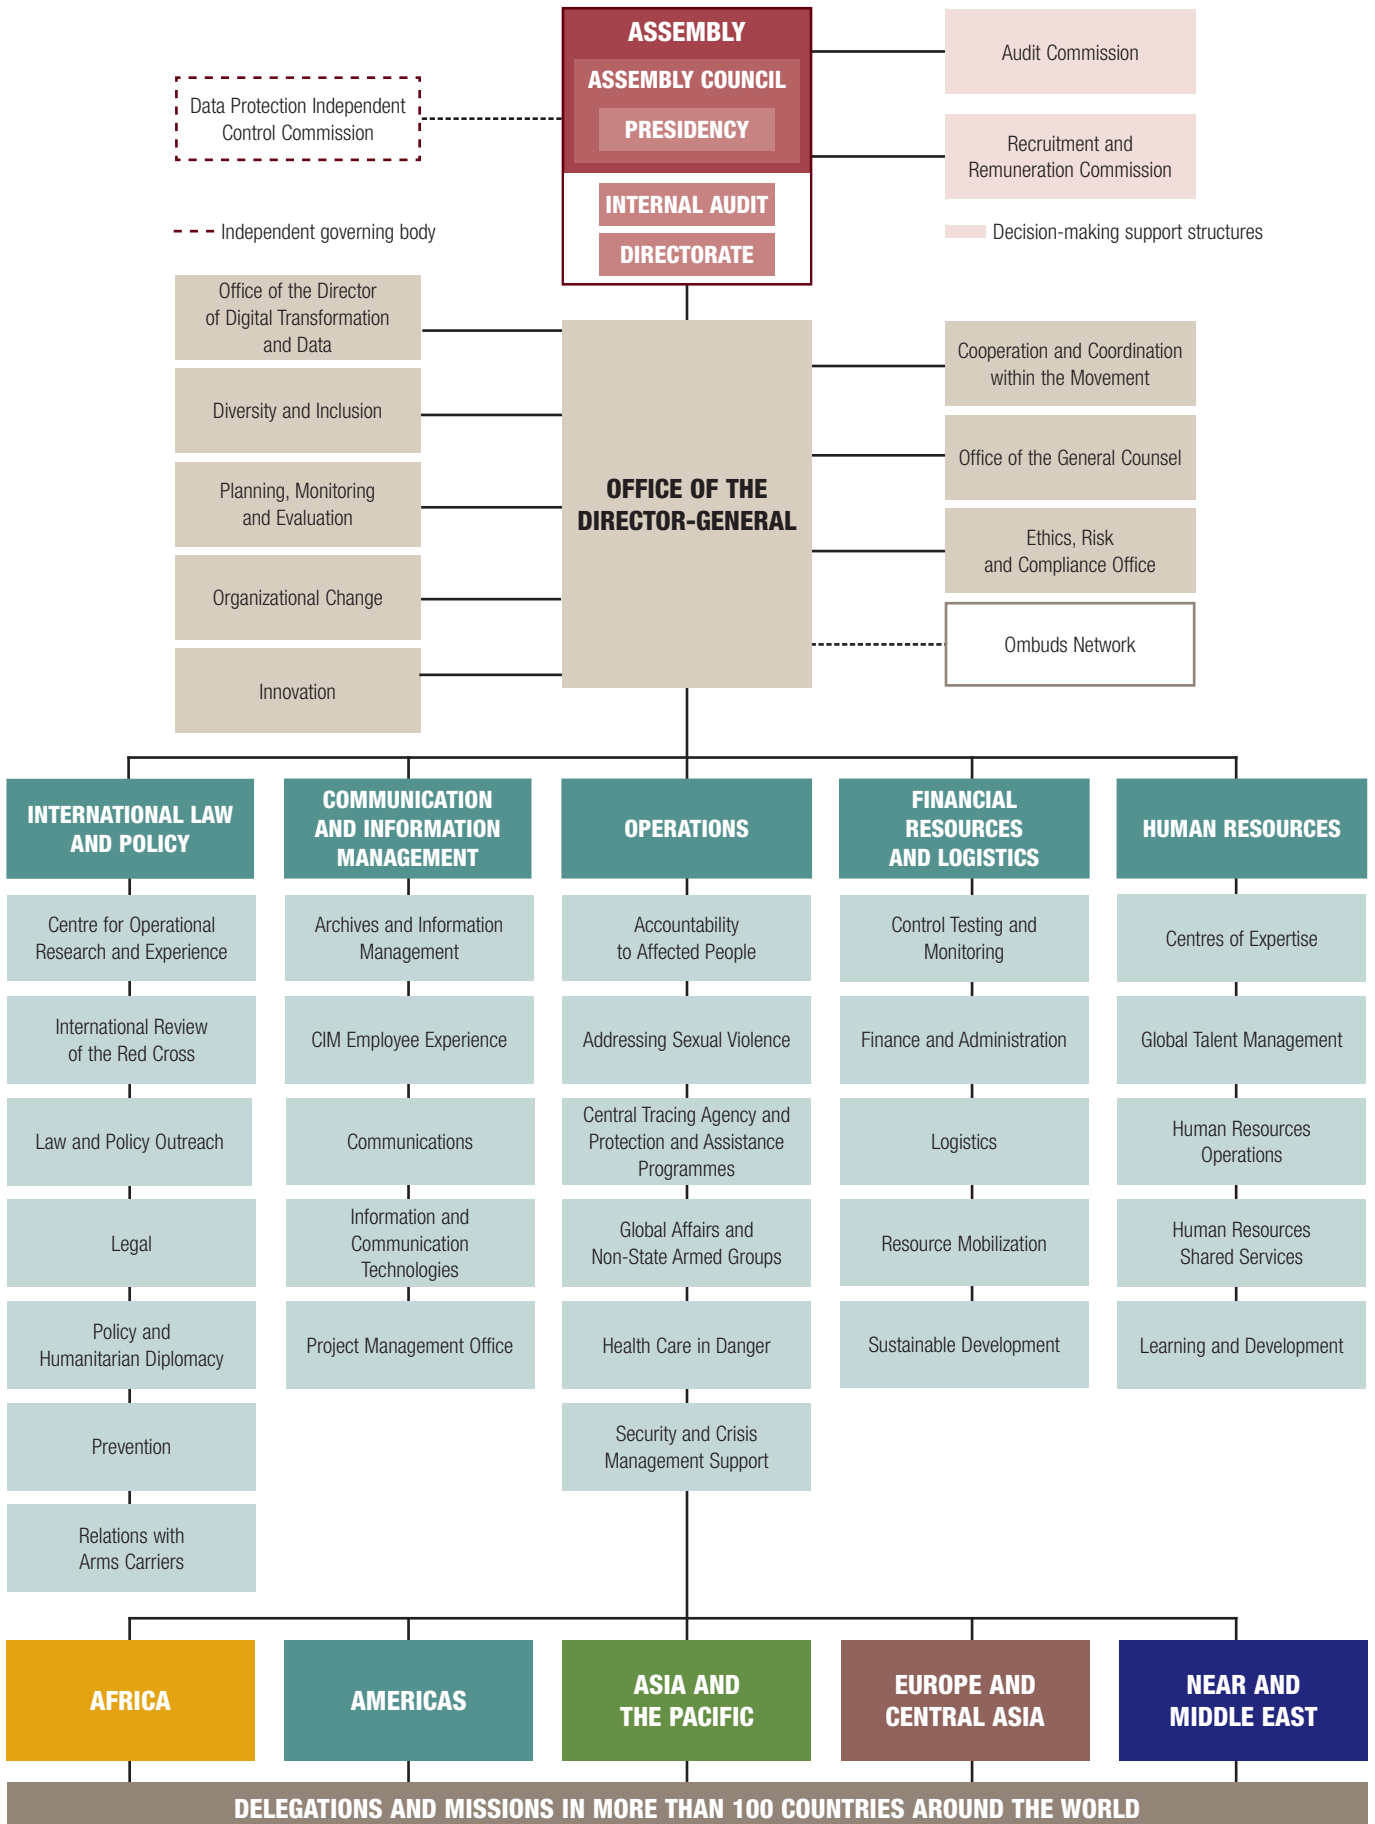 ASSEMBLY
ASSEMBLY COUNCIL
PRESIDENCY
INTERNAL AUDIT
DIRECTORATE
Data Protection Independent
Control Commission
Audit Commission
Recruitment and
Remuneration Commission
Independent governing body
Decision-making support structures
Office of the Director
of Digital Transformation
and Data
Diversity and Inclusion
Planning, Monitoring
and Evaluation
Organizational Change
Innovation
OFFICE OF THE
DIRECTOR-GENERAL
Cooperation and Coordination
within the Movement
Office of the General Counsel
Ethics, Risk
and Compliance Office
Ombuds Network
INTERNATIONAL LAW
AND POLICY
Centre for Operational
Research and Experience
International Review
of the Red Cross
Law and Policy Outreach
Legal
Policy and
Humanitarian Diplomacy
Prevention
Relations with
Arms Carriers
COMMUNICATION
AND INFORMATION
MANAGEMENT
Archives and Information
Management
CIM Employee Experience
Communications
Information and
Communication
Technologies
Project Management Office
OPERATIONS
Accountability
to Affected People
Addressing Sexual Violence
Central Tracing Agency and
Protection and Assistance
Programmes
Global Affairs and
Non-State Armed Groups
Health Care in Danger
Security and Crisis
Management Support
FINANCIAL
RESOURCES
AND LOGISTICS
Control Testing and
Monitoring
Finance and Administration
Logistics
Resource Mobilization
Sustainable Development
HUMAN RESOURCES
Centres of Expertise
Global Talent Management
Human Resources
Operations
Human Resources
Shared Services
Learning and Development
AFRICA
AMERICAS
ASIA AND
THE PACIFIC
EUROPE AND
CENTRAL ASIA
NEAR AND
MIDDLE EAST
DELEGATIONS AND MISSIONS IN MORE THAN 100 COUNTRIES AROUND THE WORLD